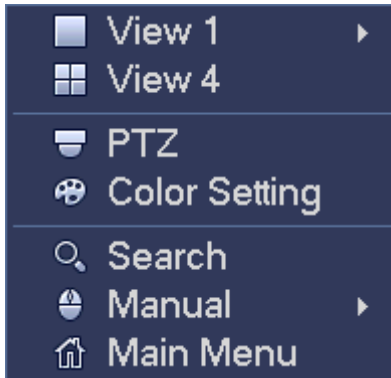 View 1
View 4
PTZ
Color Setting
Search
Manual
Main Menu